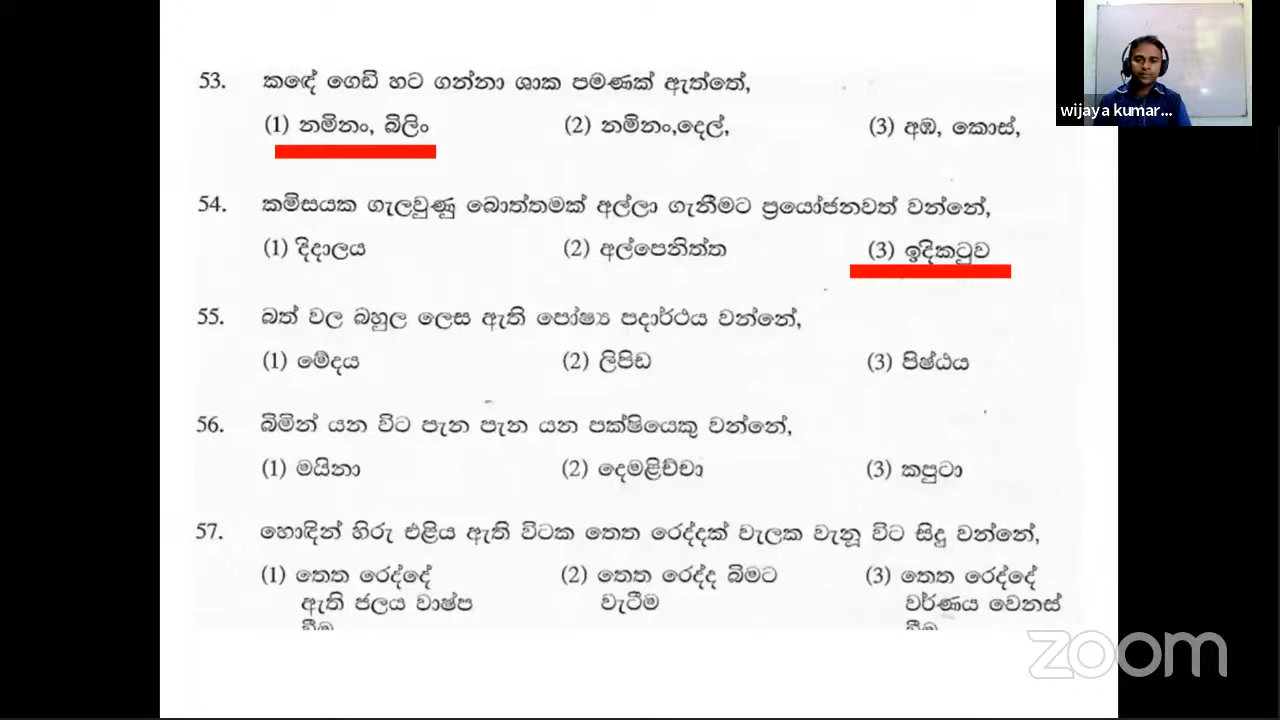 wijaya kumar...
53. කඳේ ගෙඩි හට ගන්නා ශාක පමණක් ඇත්තේ,
(1) නමිනං, බිලිං (2) නමිනං,දෙල්, (3) අඹ, කොස්,
54. කමිසයක ගැලවුණු බොත්තමක් අල්ලා ගැනීමට ප්‍රයෝජනවත් වන්නේ,
(1) දිදාලය (2) අල්පෙනිත්ත (3) ඉදිකටුව
55. බත් වල බහුල ලෙස ඇති පෝෂ්‍ය පදාර්ථය වන්නේ,
(1) මේදය (2) ලිපිඩ (3) පිෂ්ඨය
56. බිමින් යන විට පැන පැන යන පක්ෂියෙකු වන්නේ,
(1) මයිනා (2) දෙමළිච්චා (3) කපුටා
57. හොඳින් හිරු එළිය ඇති විටක තෙත රෙද්දක් වැලක වැනූ විට සිදු වන්නේ,
(1) තෙත රෙද්දේ (2) තෙත රෙද්ද බිමට (3) තෙත රෙද්දේ
ඇති ජලය වාෂ්ප වැටීම වර්ණය වෙනස්
zoom